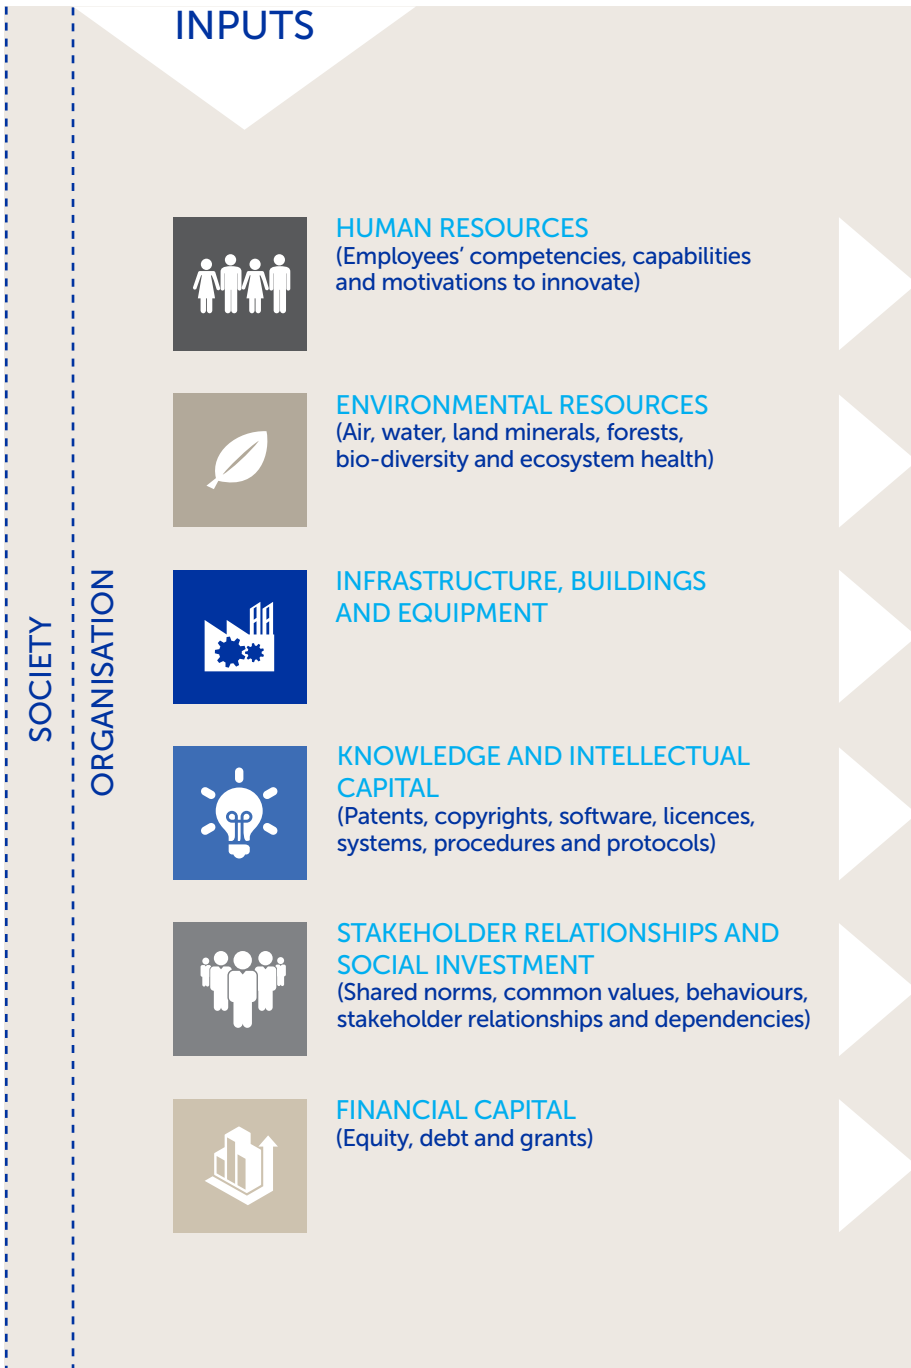 INPUTS
SOCIETY
ORGANISATION
HUMAN RESOURCES
(Employees’ competencies, capabilities
and motivations to innovate)
ENVIRONMENTAL RESOURCES
(Air, water, land minerals, forests,
bio-diversity and ecosystem health)
INFRASTRUCTURE, BUILDINGS
AND EQUIPMENT
KNOWLEDGE AND INTELLECTUAL
CAPITAL
(Patents, copyrights, software, licences,
systems, procedures and protocols)
STAKEHOLDER RELATIONSHIPS AND
SOCIAL INVESTMENT
(Shared norms, common values, behaviours,
stakeholder relationships and dependencies)
FINANCIAL CAPITAL
(Equity, debt and grants)